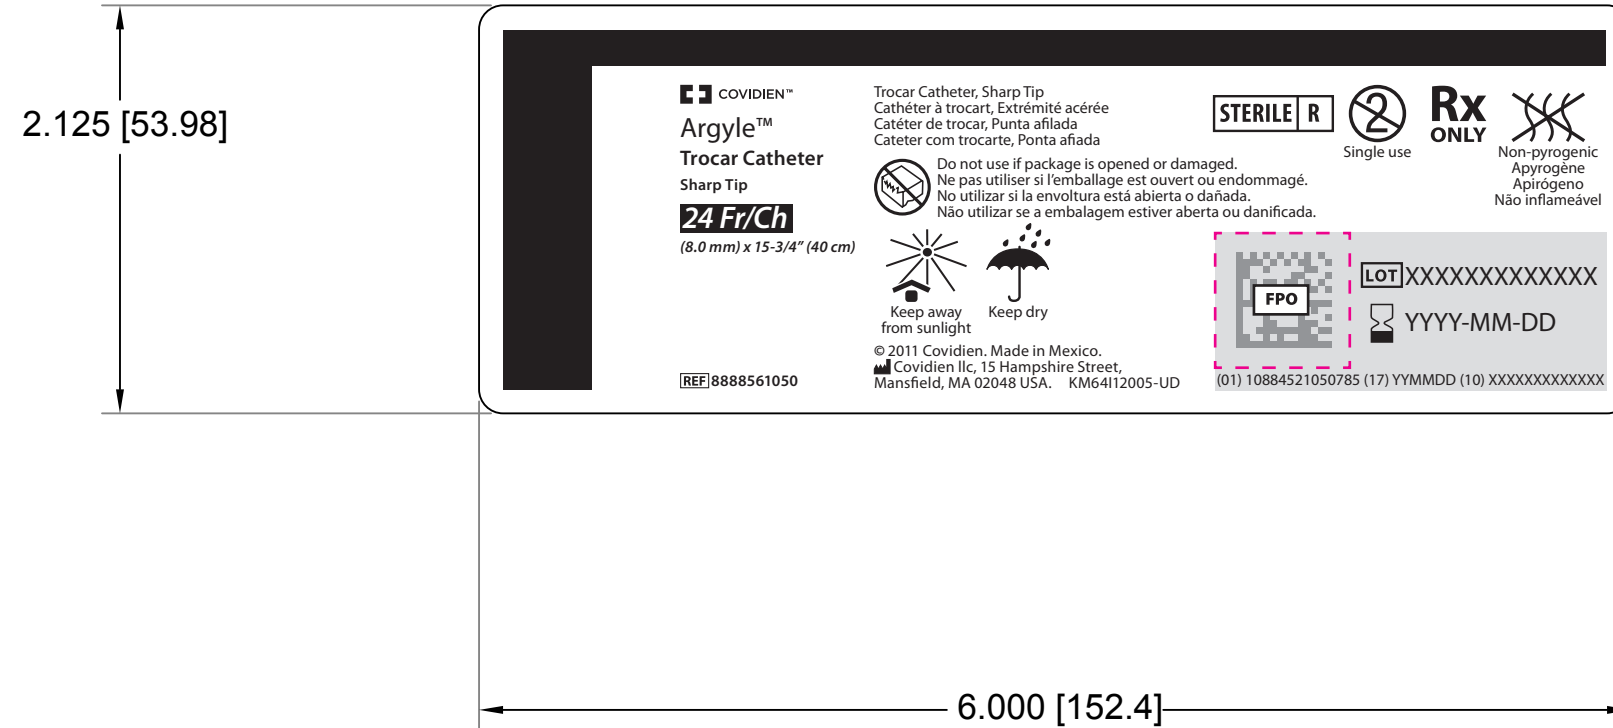 2.125 [53.98]
COVIDIEN™
Argyle™
Trocar Catheter
Sharp Tip
24 Fr/Ch
(8.0 mm) x 15-3/4" (40 cm)
REF 8888561050
Trocar Catheter, Sharp Tip
Cathéter à trocart, Extrémité acérée
Catéter de trocar, Punta afilada
Cateter com trocarte, Ponta afiada
Do not use if package is opened or damaged.
Ne pas utiliser si l'emballage est ouvert ou endommagé.
No utilizar si la envoltura está abierta o dañada.
Não utilizar se a embalagem estiver aberta ou danificada.
Keep away
from sunlight
Keep dry
© 2011 Covidien. Made in Mexico.
Covidien llc, 15 Hampshire Street,
Mansfield, MA 02048 USA. KM64I12005-UD
STERILE R
2
Single use
Rx
ONLY
Non-pyrogenic
Apyrogène
Apirógeno
Não inflameável
FPO
LOT XXXXXXXXXXXXX
YYYY-MM-DD
(01) 10884521050785 (17) YYMMDD (10) XXXXXXXXXXXXX
6.000 [152.4]